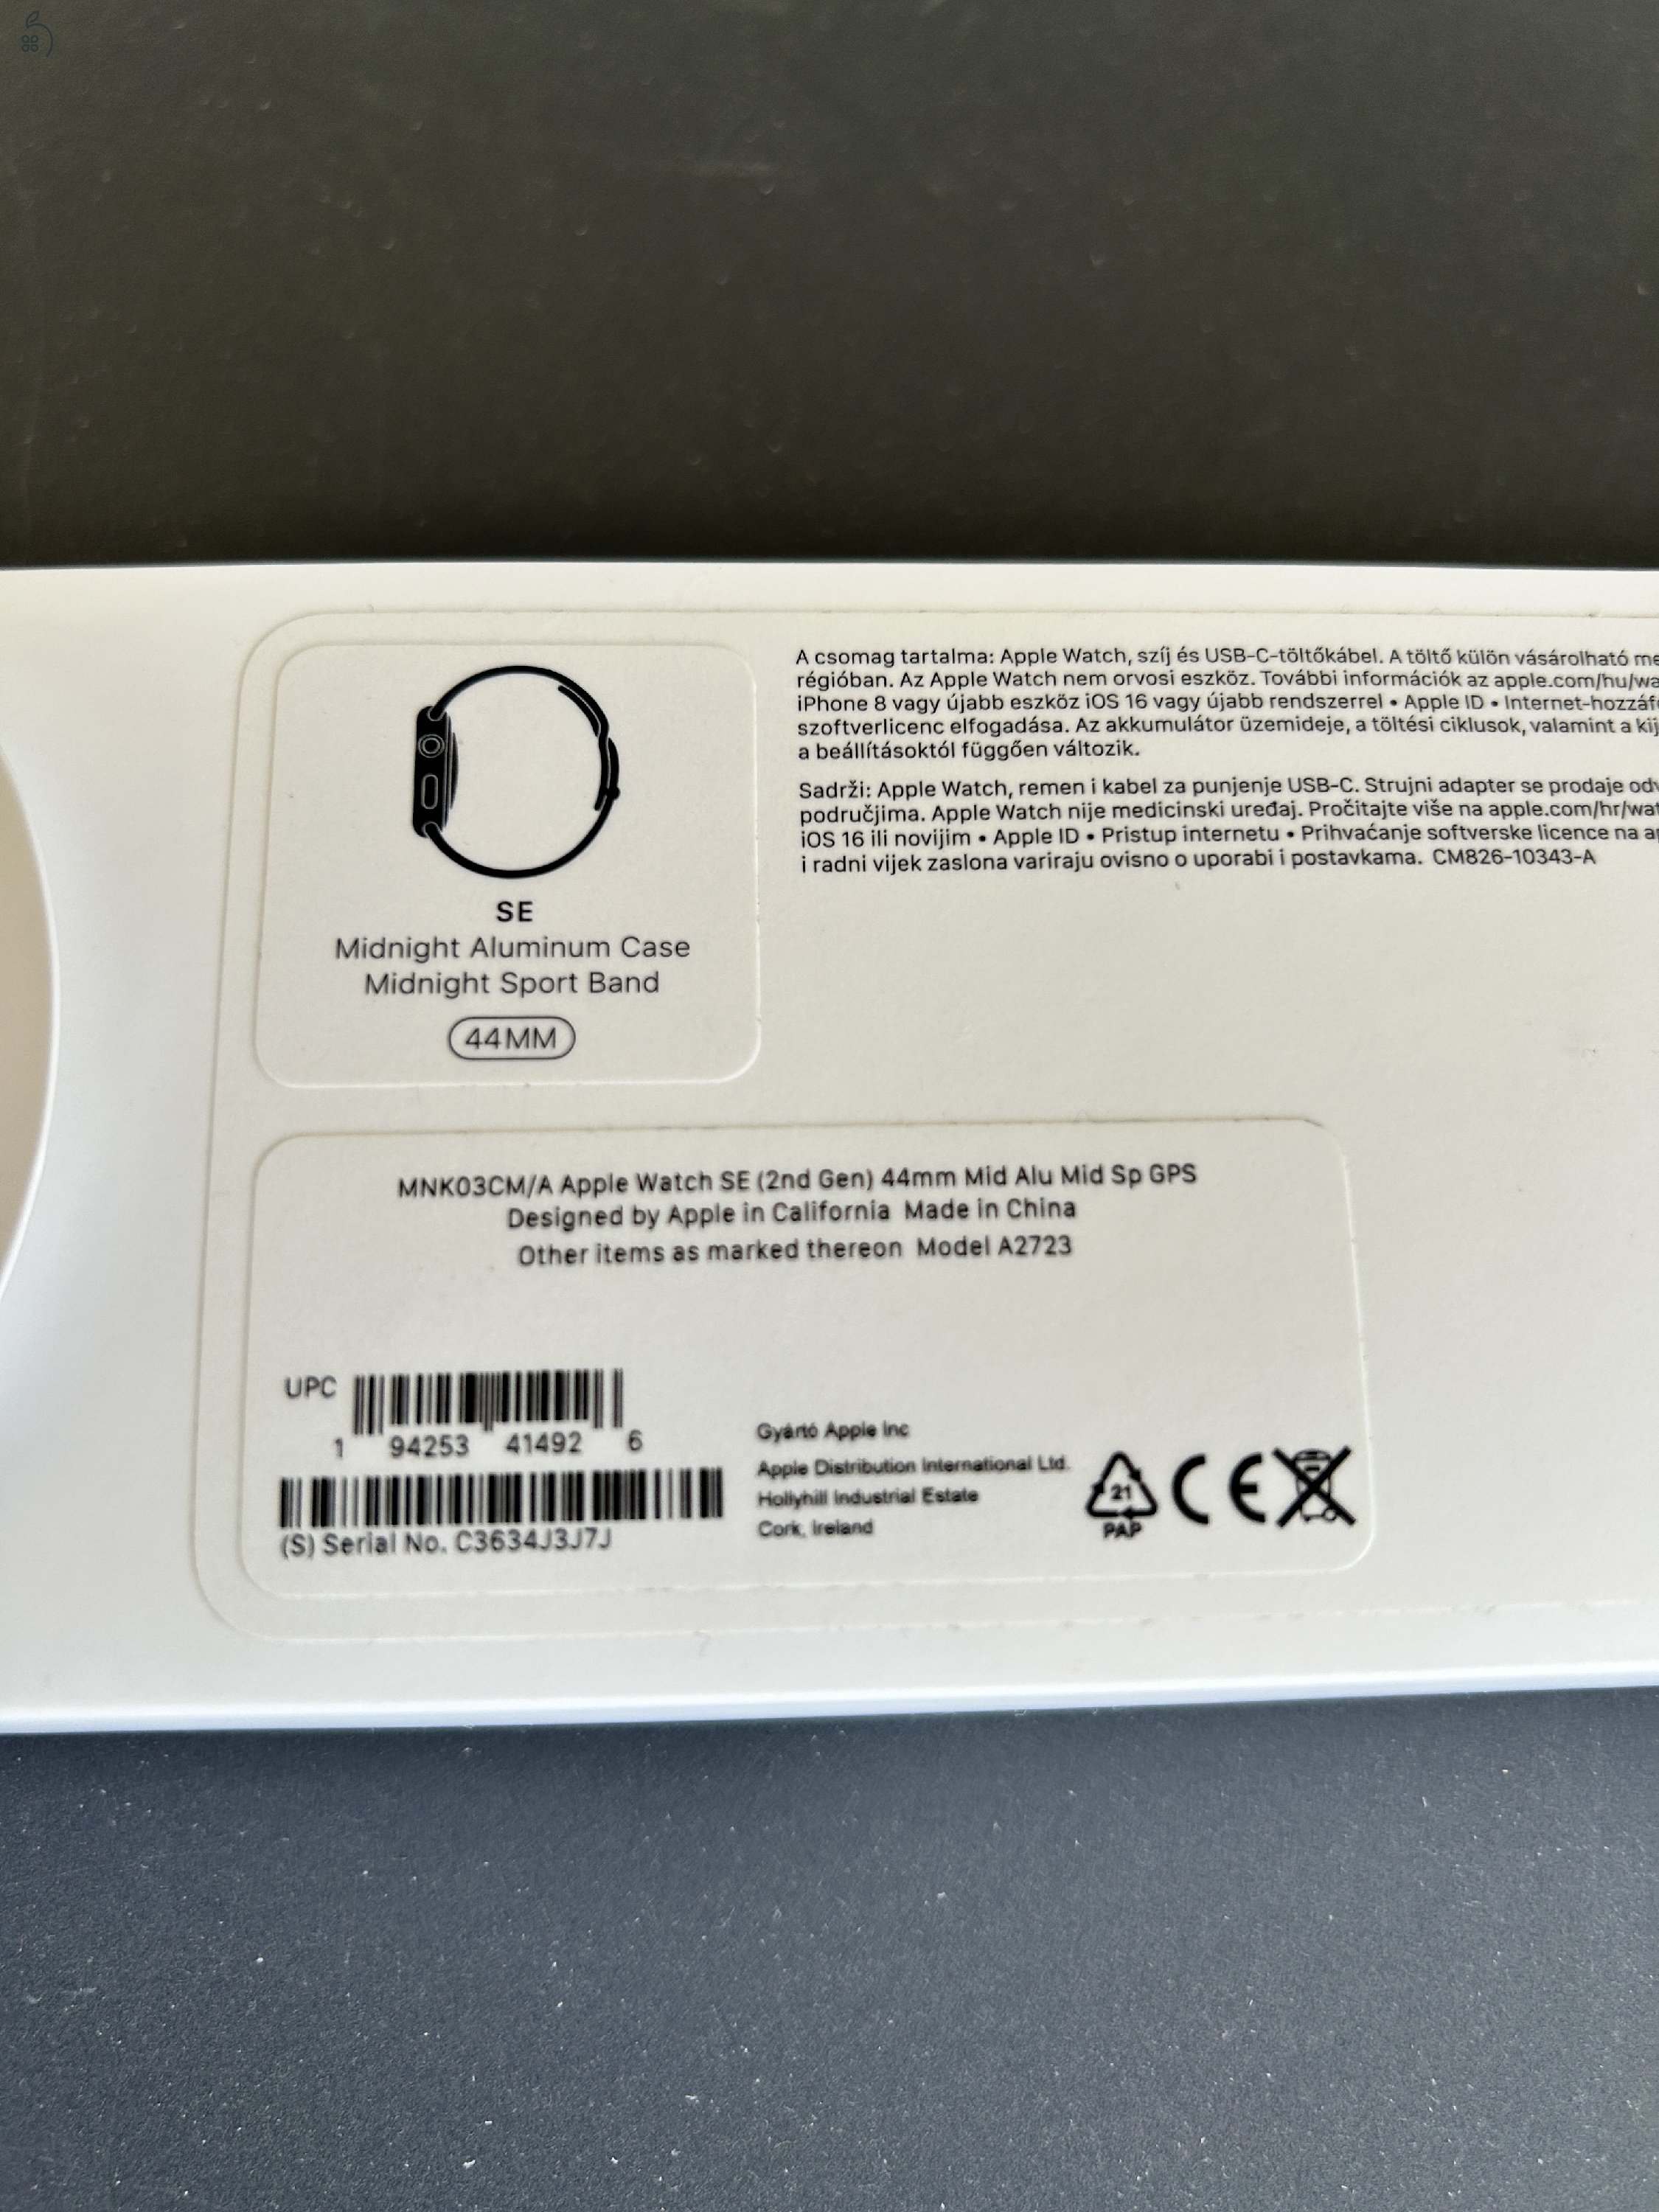 SE
Midnight Aluminum Case
Midnight Sport Band
44MM
A csomag tartalma: Apple Watch, szíj és USB-C-töltőkábel. A töltő külön vásárolható
régióban. Az Apple Watch nem orvosi eszköz. További információk az apple.com/hu/wa
iPhone 8 vagy újabb eszköz iOS 16 vagy újabb rendszerrel • Apple ID • Internet-hozzáf
szoftverlicenc elfogadása. Az akkumulátor üzemideje, a töltési ciklusok, valamint a kij
a beállításoktól függően változik.
Sadrži: Apple Watch, remen i kabel za punjenje USB-C. Strujni adapter se prodaje odv
područjima. Apple Watch nije medicinski uređaj. Pročitajte više na apple.com/hr/wat
iOS 16 ili novijim • Apple ID • Pristup internetu • Prihvaćanje softverske licence na
i radni vijek zaslona variraju ovisno o uporabi i postavkama. CM826-10343-A
MNK03CM/A Apple Watch SE (2nd Gen) 44mm Mid Alu Mid Sp GPS
Designed by Apple in California Made in China
Other items as marked thereon Model A2723
UPC
1 94253 41492 6
(S) Serial No. C3634J3J7J
Gyártó Apple Inc
Apple Distribution International Ltd.
Hollyhill Industrial Estate
Cork, Ireland
21
PAP
CE